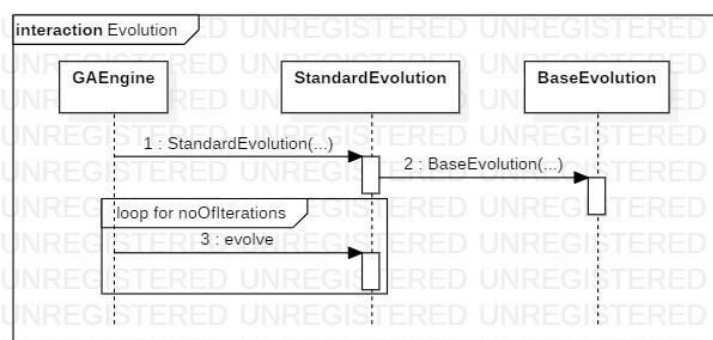 interaction Evolution
GAEngine
StandardEvolution
BaseEvolution
1 : StandardEvolution(...)
2 : BaseEvolution(...)
loop for noOfIterations
3 : evolve
UNREGISTERED UNREGISTERED UNREGISTERED